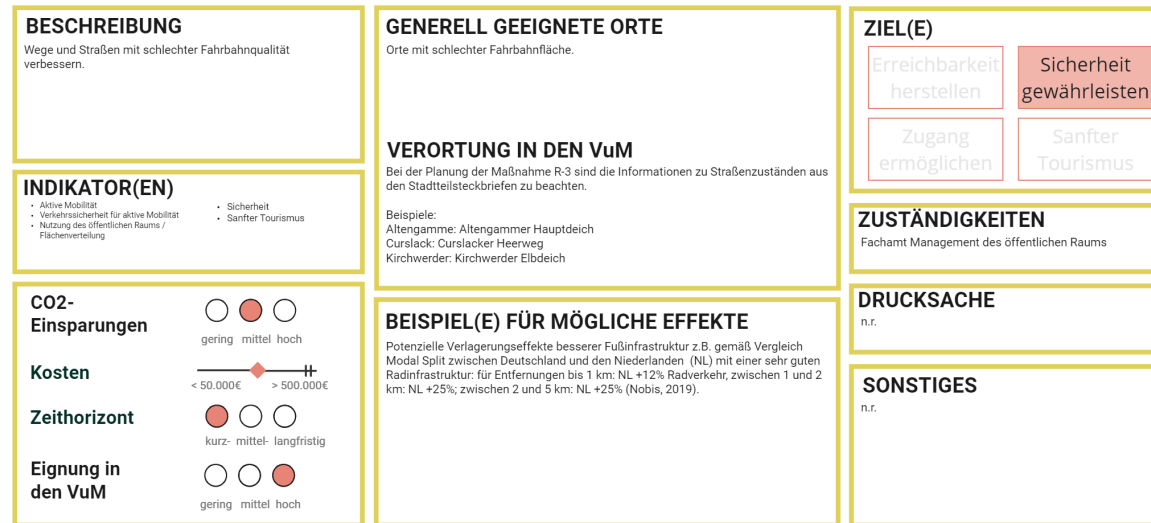 BESCHREIBUNG
Wege und Straßen mit schlechter Fahrbahnqualität
verbessern.
INDIKATOR(EN)
• Aktive Mobilität
• Verkehrssicherheit für aktive Mobilität
• Nutzung des öffentlichen Raums /
Flächenverteilung
• Sicherheit
• Sanfter Tourismus
CO2-
Einsparungen
gering mittel hoch
Kosten
< 50.000€ > 500.000€
Zeithorizont
kurz- mittel- langfristig
Eignung in
den VuM
gering mittel hoch
GENERELL GEEIGNETE ORTE
Orte mit schlechter Fahrbahnfläche.
VERORTUNG IN DEN VuM
Bei der Planung der Maßnahme R-3 sind die Informationen zu Straßenzuständen aus
den Stadtteilsteckbriefen zu beachten.
Beispiele:
Altengamme: Altengammer Hauptdeich
Curslack: Curslacker Heerweg
Kirchwerder: Kirchwerder Elbdeich
BEISPIEL(E) FÜR MÖGLICHE EFFEKTE
Potenzielle Verlagerungseffekte besserer Fußinfrastruktur z.B. gemäß Vergleich
Modal Split zwischen Deutschland und den Niederlanden (NL) mit einer sehr guten
Radinfrastruktur: für Entfernungen bis 1 km: NL +12% Radverkehr, zwischen 1 und 2
km: NL +25%; zwischen 2 und 5 km: NL +25% (Nobis, 2019).
ZIEL(E)
Erreichbarkeit
herstellen
Sicherheit
gewährleisten
Zugang
ermöglichen
Sanfter
Tourismus
ZUSTÄNDIGKEITEN
Fachamt Management des öffentlichen Raums
DRUCKSACHE
n.r.
SONSTIGES
n.r.